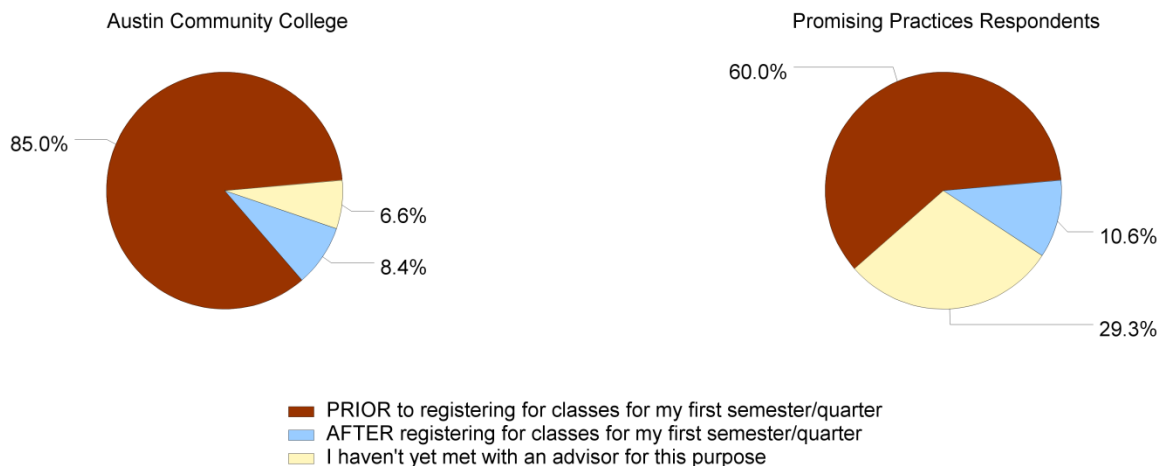 Austin Community College
Promising Practices Respondents
85.0%
6.6%
8.4%
60.0%
10.6%
29.3%
PRIOR to registering for classes for my first semester/quarter
AFTER registering for classes for my first semester/quarter
I haven't yet met with an advisor for this purpose